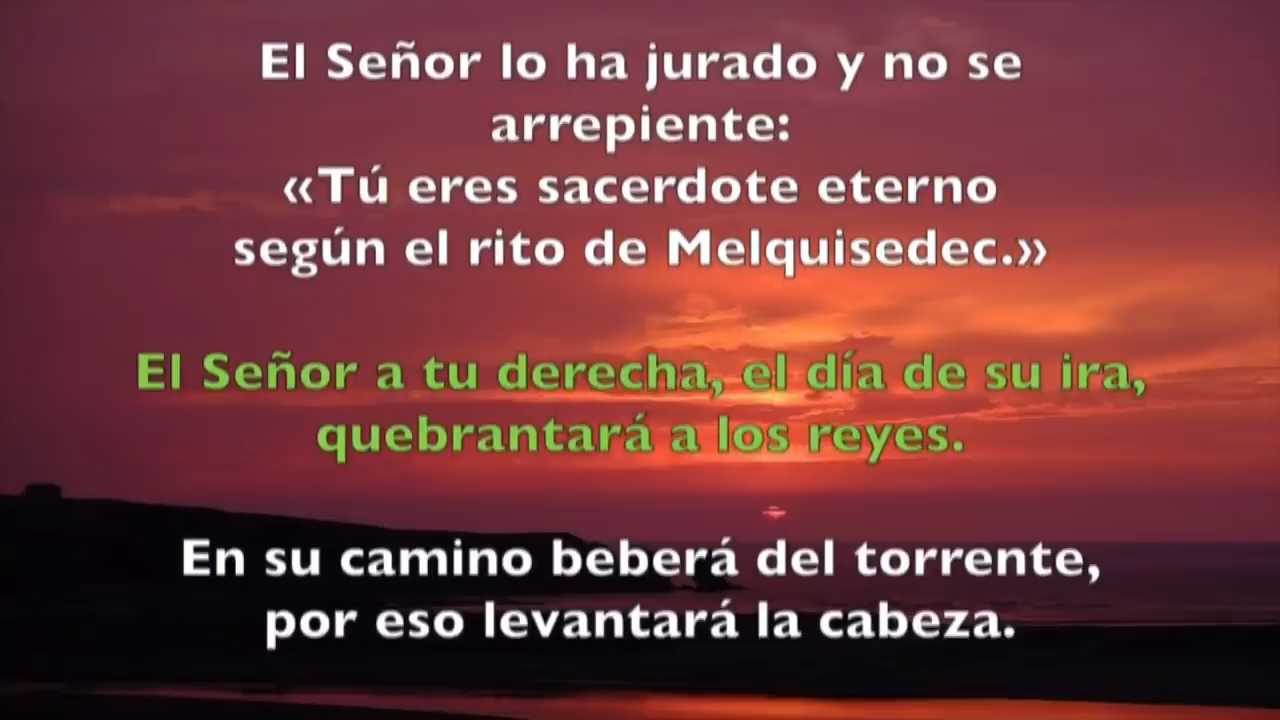 El Señor lo ha jurado y no se
arrepiente:
«Tú eres sacerdote eterno
según el rito de Melquisedec.»
El Señor a tu derecha, el día de su ira,
quebrantará a los reyes.
En su camino beberá del torrente,
por eso levantará la cabeza.